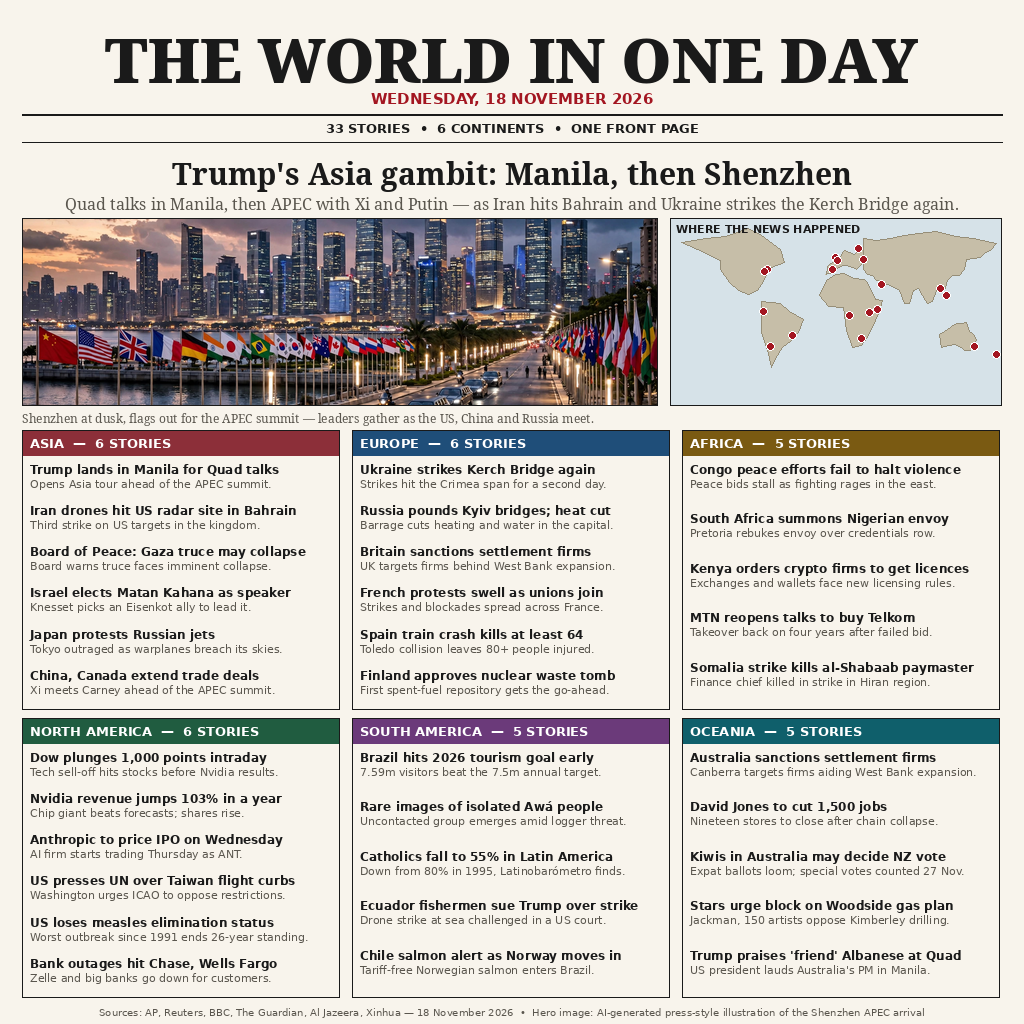 THE WORLD IN ONE DAY
WEDNESDAY, 18 NOVEMBER 2026
33 STORIES • 6 CONTINENTS • ONE FRONT PAGE
Trump's Asia gambit: Manila, then Shenzhen
Quad talks in Manila, then APEC with Xi and Putin — as Iran hits Bahrain and Ukraine strikes the Kerch Bridge again.
WHERE THE NEWS HAPPENED
Shenzhen at dusk, flags out for the APEC summit — leaders gather as the US, China and Russia meet.
ASIA — 6 STORIES
Trump lands in Manila for Quad talks
Opens Asia tour ahead of the APEC summit.
Iran drones hit US radar site in Bahrain
Third strike on US targets in the kingdom.
Board of Peace: Gaza truce may collapse
Board warns truce faces imminent collapse.
Israel elects Matan Kahana as speaker
Knesset picks an Eisenkot ally to lead it.
Japan protests Russian jets
Tokyo outraged as warplanes breach its skies.
China, Canada extend trade deals
Xi meets Carney ahead of the APEC summit.
EUROPE — 6 STORIES
Ukraine strikes Kerch Bridge again
Strikes hit the Crimea span for a second day.
Russia pounds Kyiv bridges; heat cut
Barrage cuts heating and water in the capital.
Britain sanctions settlement firms
UK targets firms behind West Bank expansion.
French protests swell as unions join
Strikes and blockades spread across France.
Spain train crash kills at least 64
Toledo collision leaves 80+ people injured.
Finland approves nuclear waste tomb
First spent-fuel repository gets the go-ahead.
AFRICA — 5 STORIES
Congo peace efforts fail to halt violence
Peace bids stall as fighting rages in the east.
South Africa summons Nigerian envoy
Pretoria rebukes envoy over credentials row.
Kenya orders crypto firms to get licences
Exchanges and wallets face new licensing rules.
MTN reopens talks to buy Telkom
Takeover back on four years after failed bid.
Somalia strike kills al-Shabaab paymaster
Finance chief killed in strike in Hiran region.
NORTH AMERICA — 6 STORIES
Dow plunges 1,000 points intraday
Tech sell-off hits stocks before Nvidia results.
Nvidia revenue jumps 103% in a year
Chip giant beats forecasts; shares rise.
Anthropic to price IPO on Wednesday
AI firm starts trading Thursday as ANT.
US presses UN over Taiwan flight curbs
Washington urges ICAO to oppose restrictions.
US loses measles elimination status
Worst outbreak since 1991 ends 26-year standing.
Bank outages hit Chase, Wells Fargo
Zelle and big banks go down for customers.
SOUTH AMERICA — 5 STORIES
Brazil hits 2026 tourism goal early
7.59m visitors beat the 7.5m annual target.
Rare images of isolated Awá people
Uncontacted group emerges amid logger threat.
Catholics fall to 55% in Latin America
Down from 80% in 1995, Latinobarómetro finds.
Ecuador fishermen sue Trump over strike
Drone strike at sea challenged in a US court.
Chile salmon alert as Norway moves in
Tariff-free Norwegian salmon enters Brazil.
OCEANIA — 5 STORIES
Australia sanctions settlement firms
Canberra targets firms aiding West Bank expansion.
David Jones to cut 1,500 jobs
Nineteen stores to close after chain collapse.
Kiwis in Australia may decide NZ vote
Expat ballots loom; special votes counted 27 Nov.
Stars urge block on Woodside gas plan
Jackman, 150 artists oppose Kimberley drilling.
Trump praises 'friend' Albanese at Quad
US president lauds Australia's PM in Manila.
Sources: AP, Reuters, BBC, The Guardian, Al Jazeera, Xinhua — 18 November 2026 • Hero image: AI-generated press-style illustration of the Shenzhen APEC arrival